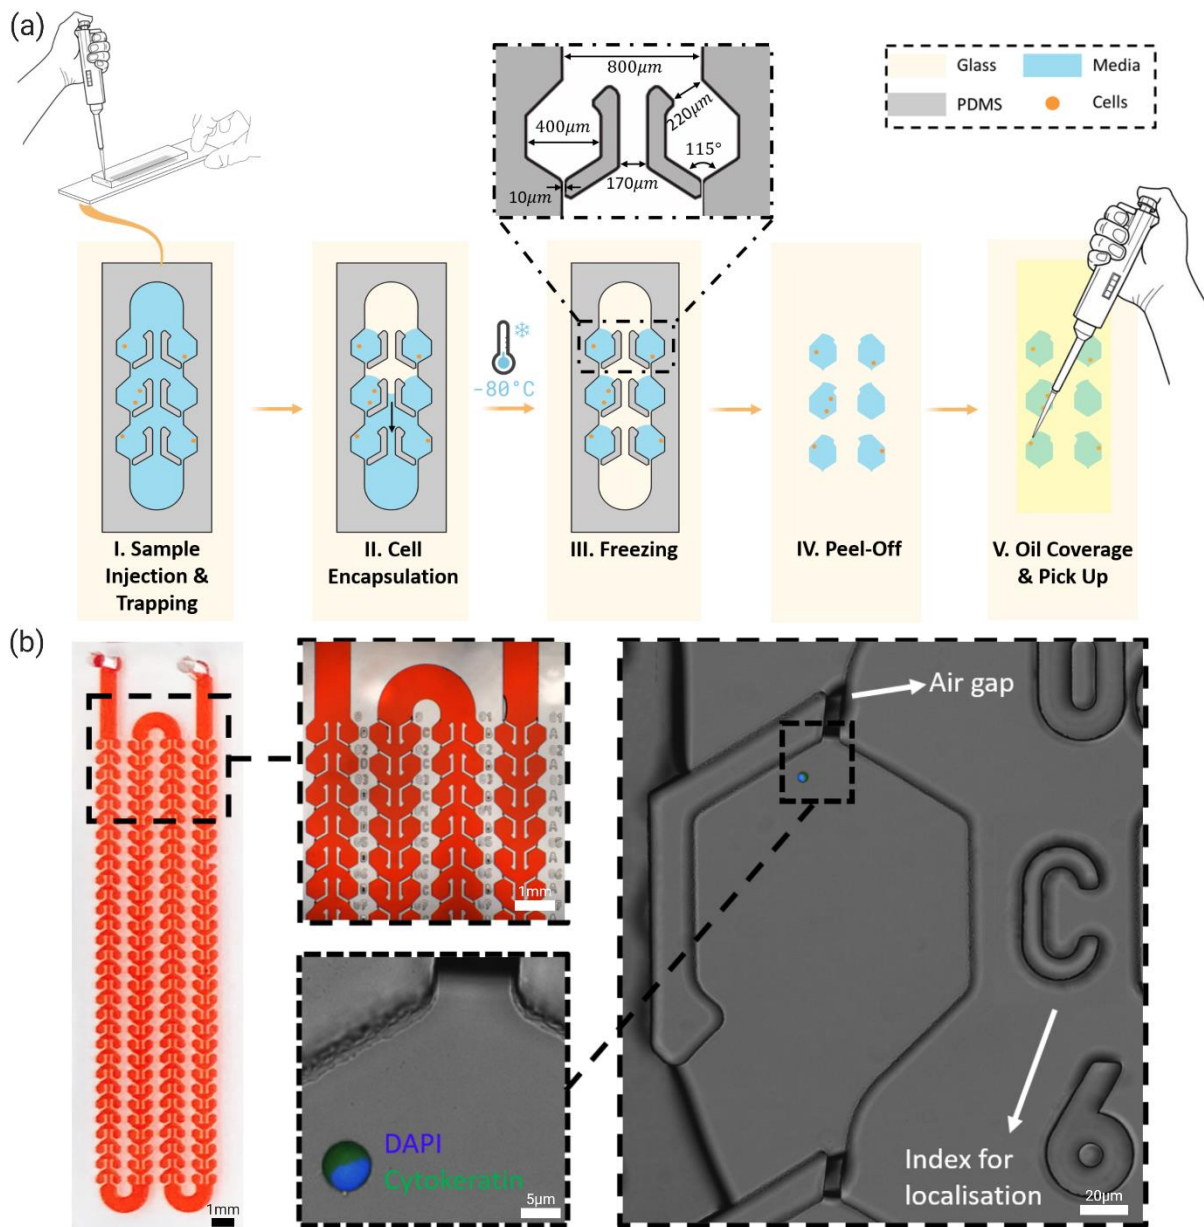 (a)
800μm
220μm
400μm
115°
170μm
10μm
Glass
Media
PDMS
Cells
-80°C
I. Sample
Injection &
Trapping
II. Cell
Encapsulation
III. Freezing
IV. Peel-Off
V. Oil Coverage
& Pick Up
(b)
1mm
1mm
DAPI
Cytokeratin
5μm
Air gap
C
6
Index for
localisation
20μm